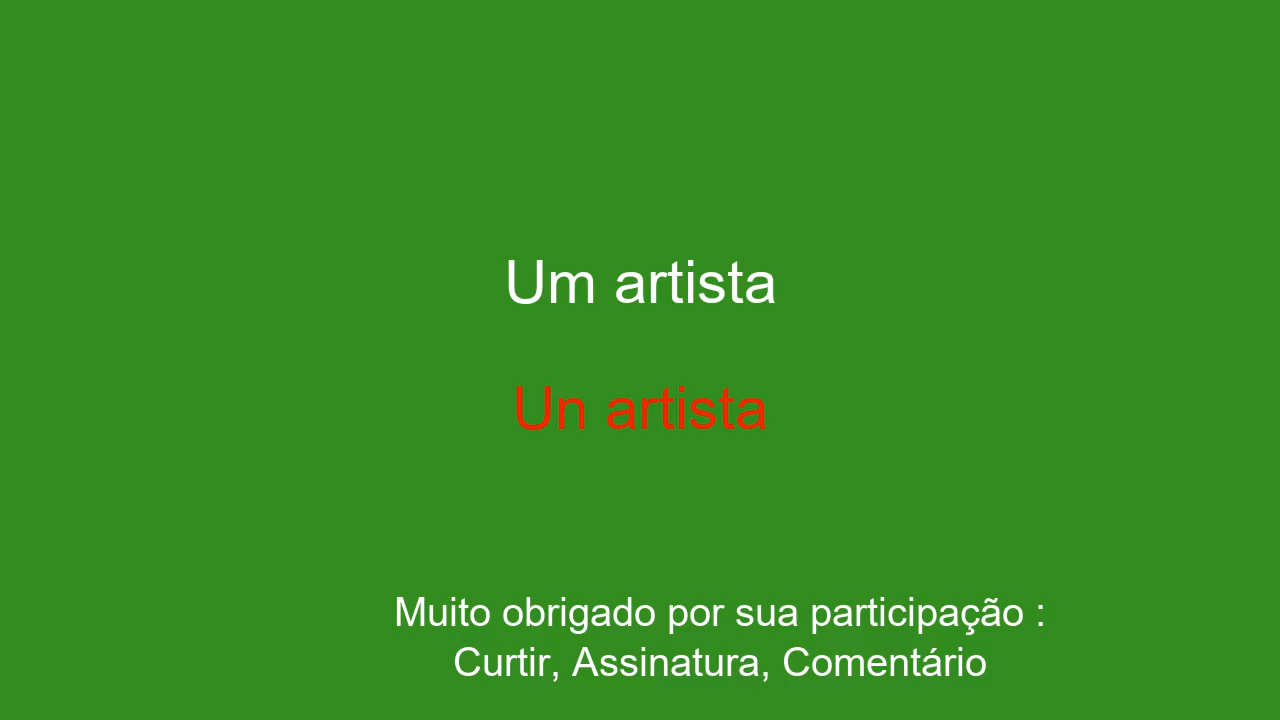 Um artista
Un artista
Muito obrigado por sua participação :
Curtir, Assinatura, Comentário